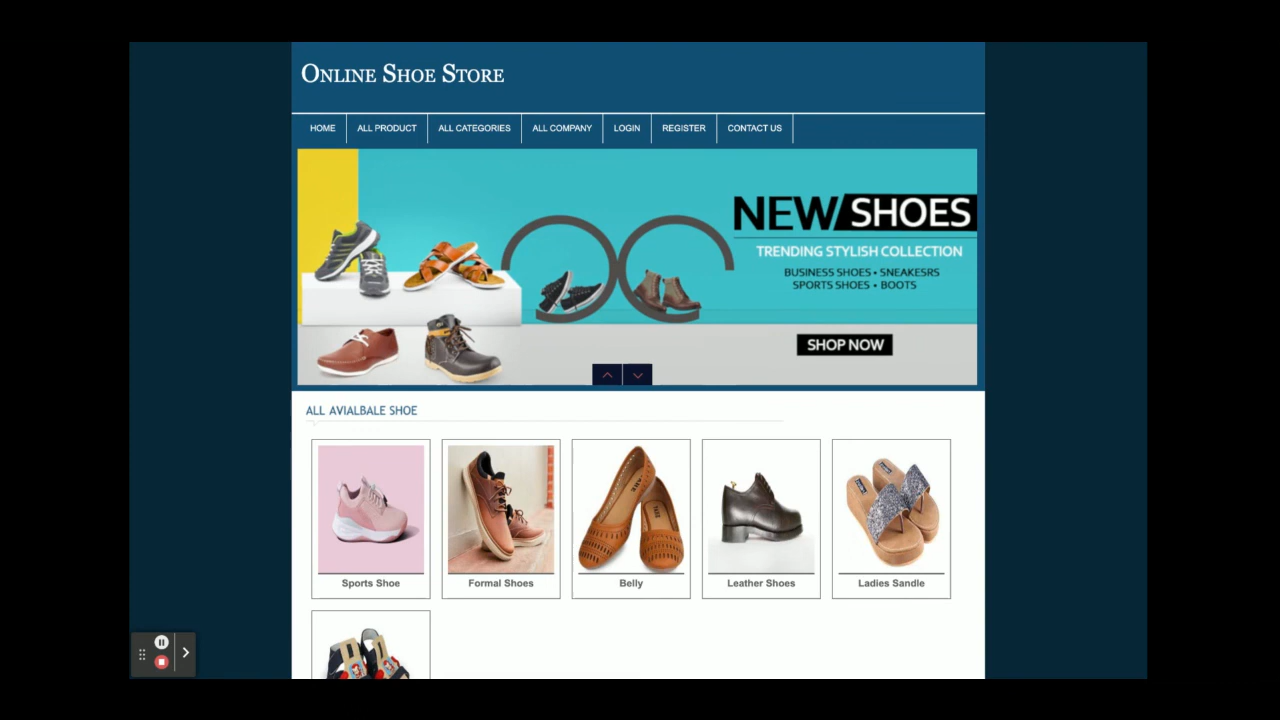 ONLINE SHOE STORE
HOME
ALL PRODUCT
ALL CATEGORIES
ALL COMPANY
LOGIN
REGISTER
CONTACT US
NEW/SHOES
TRENDING STYLISH COLLECTION
BUSINESS SHOES • SNEAKESRS
SPORTS SHOES • BOOTS
SHOP NOW
ALL AVIALBALE SHOE
Sports Shoe
Formal Shoes
Belly
Leather Shoes
Ladies Sandle